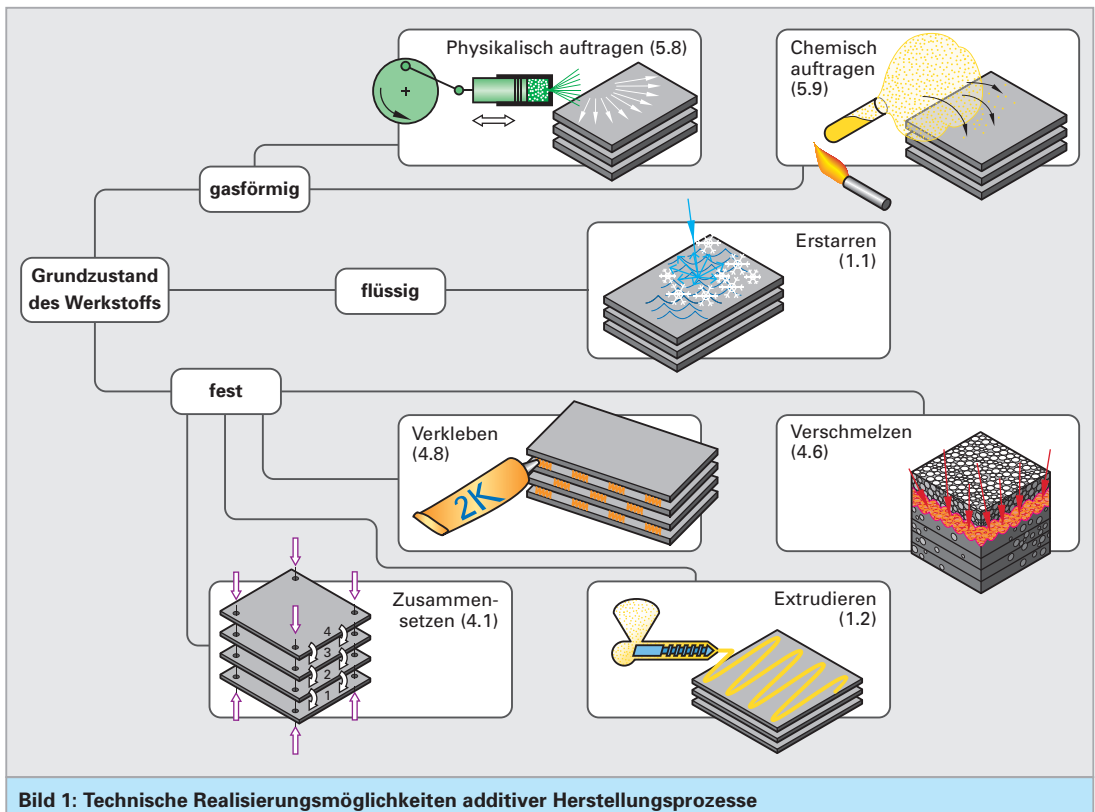 Physikalisch auftragen (5.8)
Chemisch
auftragen
(5.9)
gasförmig
Grundzustand
des Werkstoffs
flüssig
Erstarren
(1.1)
fest
Verkleben
(4.8)
2K
Verschmelzen
(4.6)
Zusammen-
setzen (4.1)
4
3
2
1
Extrudieren
(1.2)
Bild 1: Technische Realisierungsmöglichkeiten additiver Herstellungsprozesse